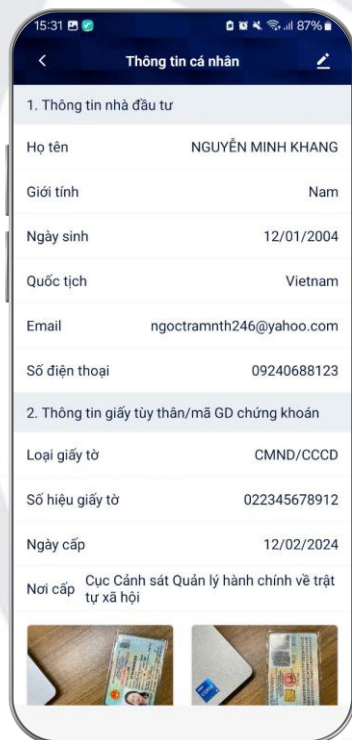 15:31 87%
Thông tin cá nhân
1. Thông tin nhà đầu tư
Họ tên NGUYỄN MINH KHANG
Giới tính Nam
Ngày sinh 12/01/2004
Quốc tịch Vietnam
Email ngoctramnth246@yahoo.com
Số điện thoại 09240688123
2. Thông tin giấy tùy thân/mã GD chứng khoán
Loại giấy tờ CMND/CCCD
Số hiệu giấy tờ 022345678912
Ngày cấp 12/02/2024
Nơi cấp Cục Cảnh sát Quản lý hành chính về trật
tự xã hội